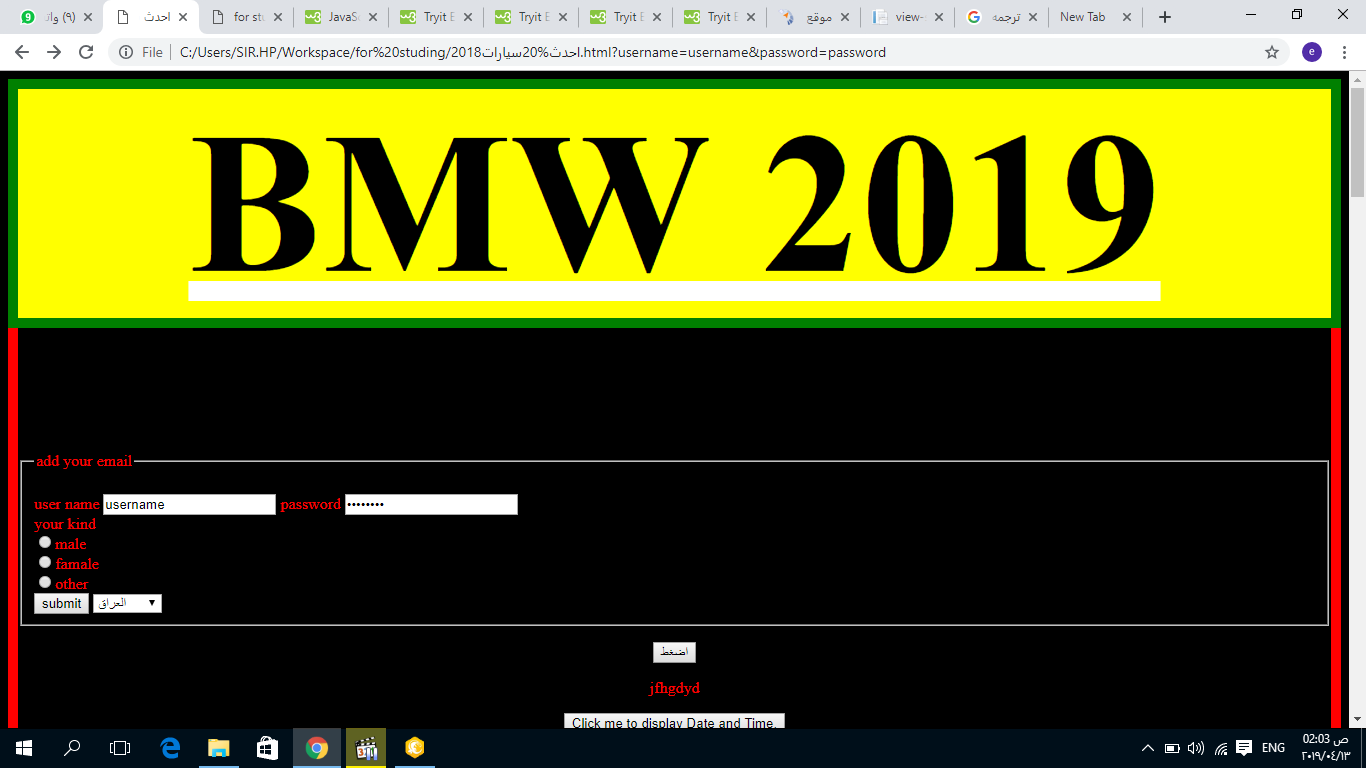 (٩) واتـ
احدث
for stu
JavaSc
Tryit E
Tryit E
Tryit E
Tryit E
موقع
view-
ترجمه
New Tab
File
C:/Users/SIR.HP/Workspace/for%20studing/2018احدث%20سيارات.html?username=username&password=password
e
BMW 2019
add your email
user name username password ••••••••
your kind
male
famale
other
submit العراق
اضغط
jfhgdyd
Click me to display Date and Time.
ENG
02:03 ص
٢٠١٩/٠٤/١٣